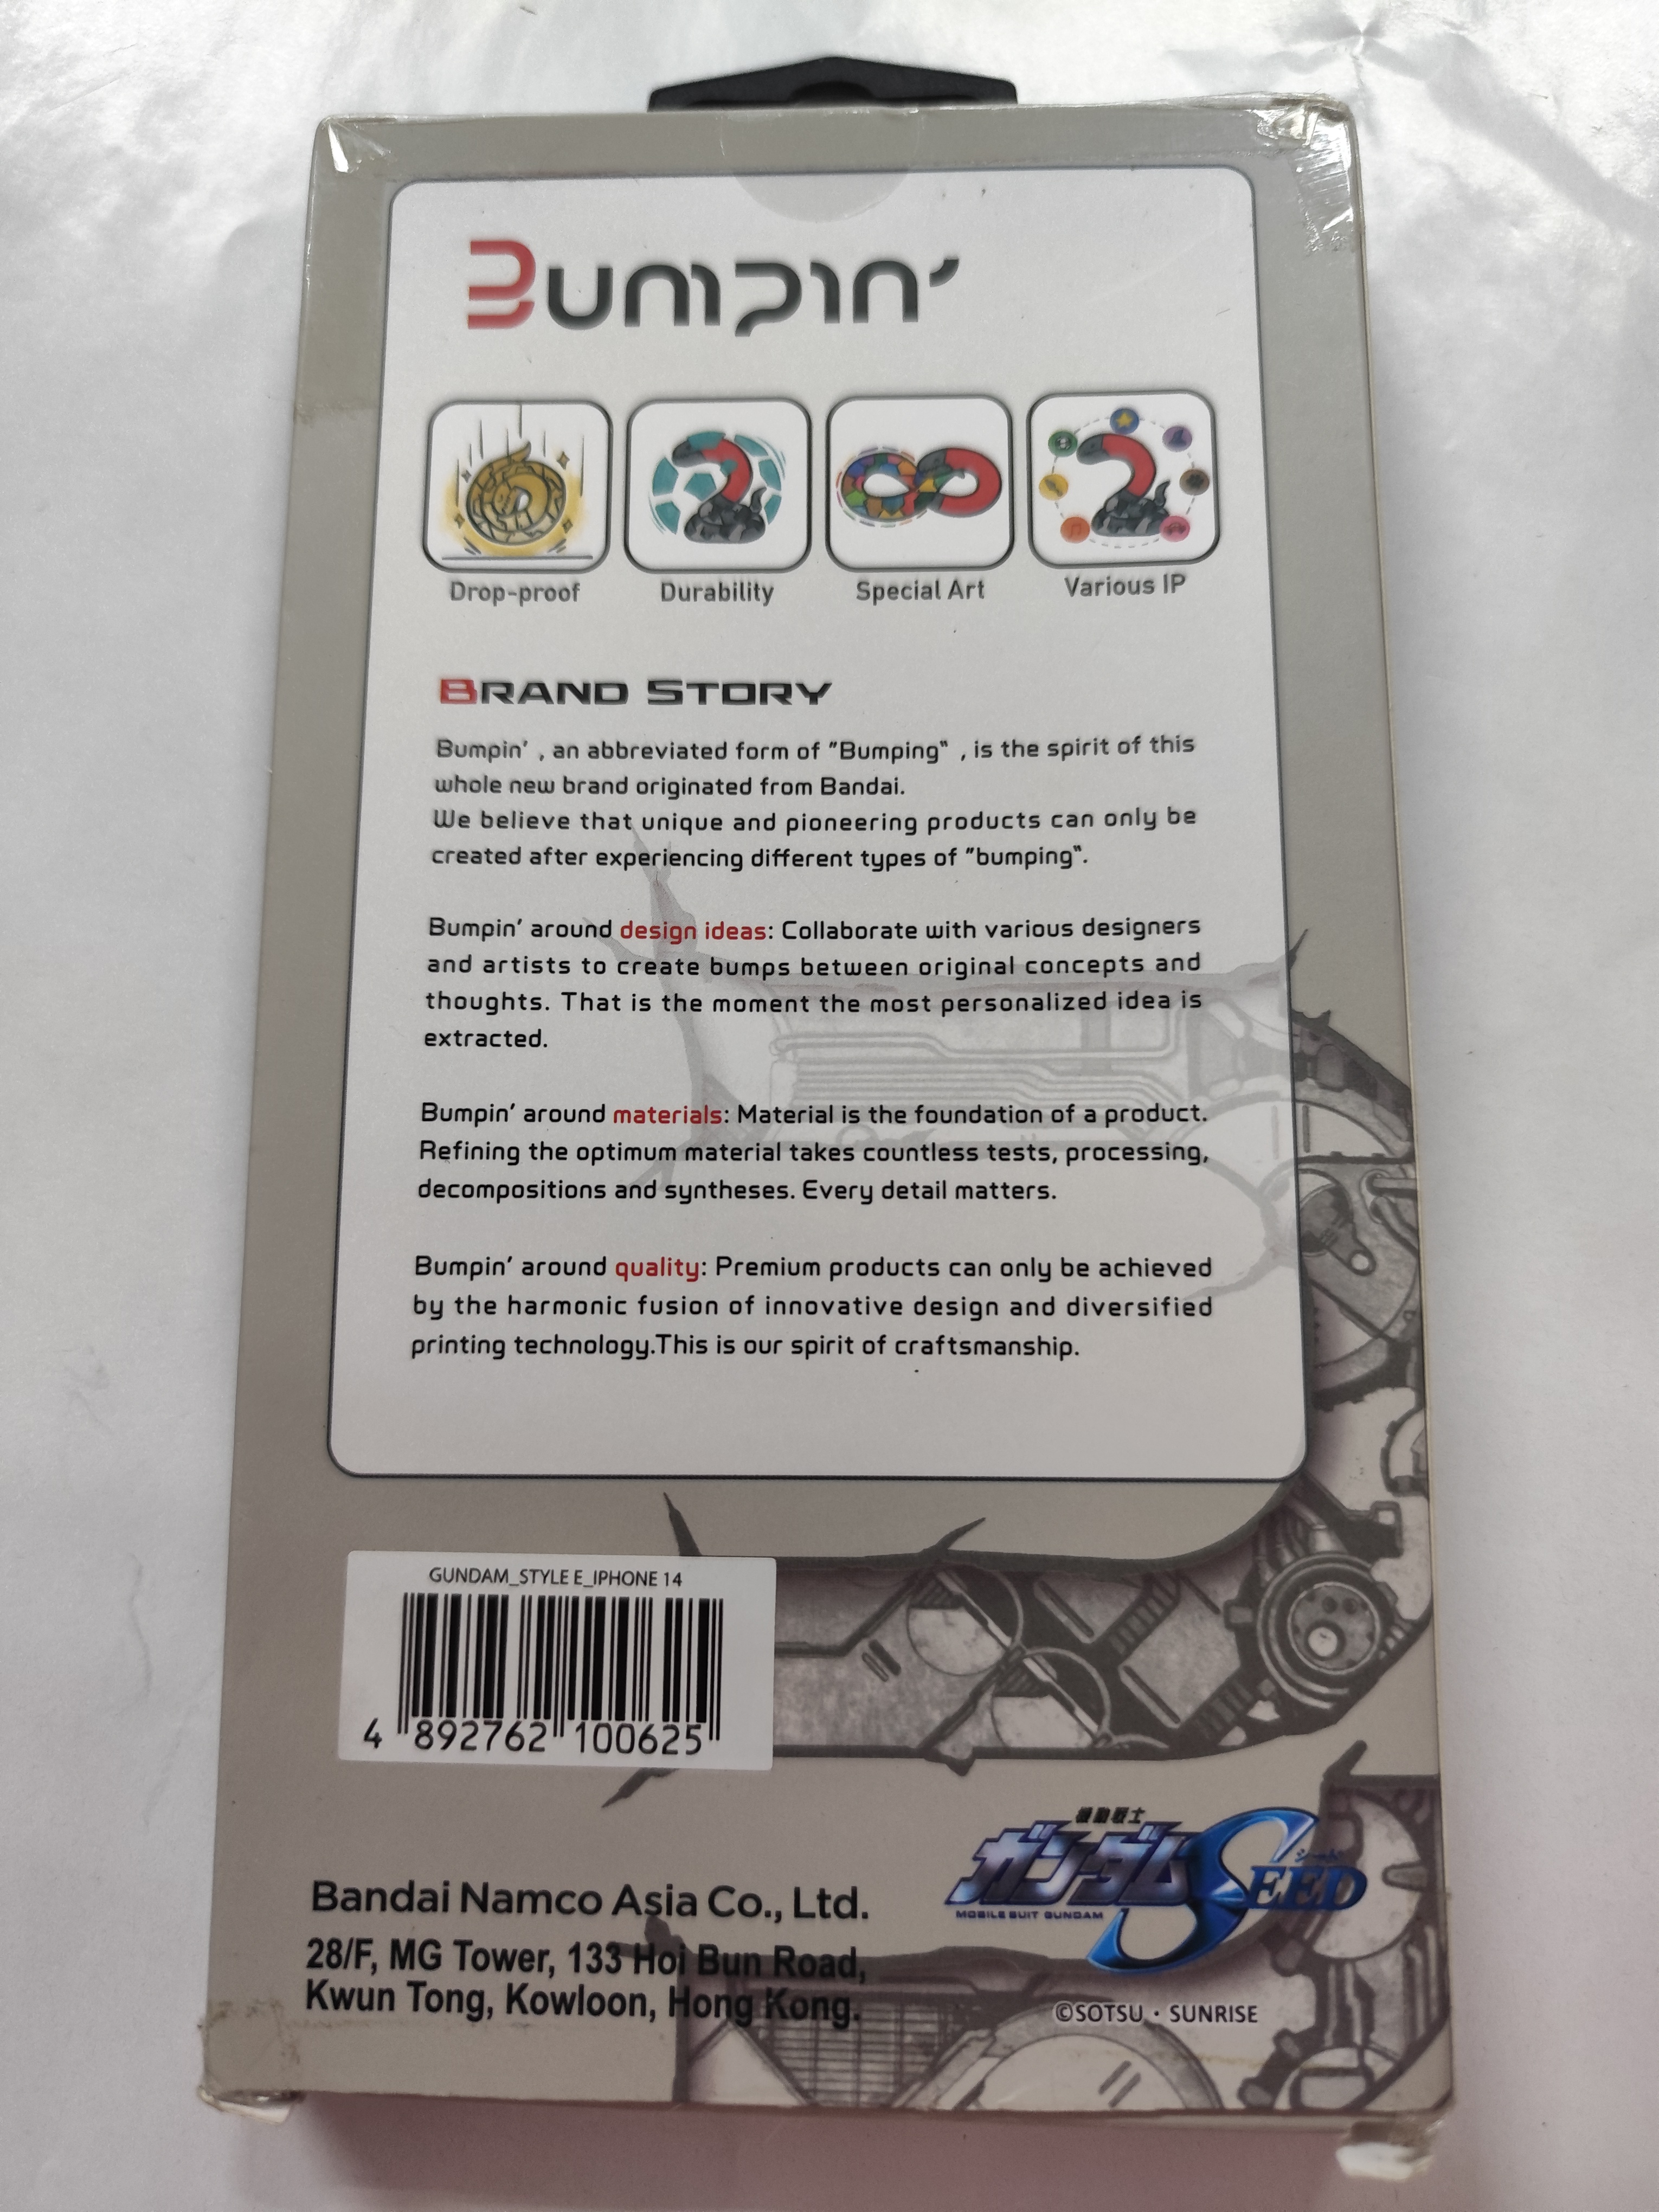 Bumpin'
Drop-proof
Durability
Special Art
Various IP
BRAND STORY
Bumpin' , an abbreviated form of "Bumping" , is the spirit of this
whole new brand originated from Bandai.
We believe that unique and pioneering products can only be
created after experiencing different types of "bumping".
Bumpin' around design ideas: Collaborate with various designers
and artists to create bumps between original concepts and
thoughts. That is the moment the most personalized idea is
extracted.
Bumpin' around materials: Material is the foundation of a product.
Refining the optimum material takes countless tests, processing,
decompositions and syntheses. Every detail matters.
Bumpin' around quality: Premium products can only be achieved
by the harmonic fusion of innovative design and diversified
printing technology.This is our spirit of craftsmanship.
GUNDAM_STYLE E_IPHONE 14
4 892762 100625
機動戦士
ガンダム SEED
シード
MOBILE SUIT GUNDAM
Bandai Namco Asia Co., Ltd.
28/F, MG Tower, 133 Hoi Bun Road,
Kwun Tong, Kowloon, Hong Kong.
©SOTSU・SUNRISE